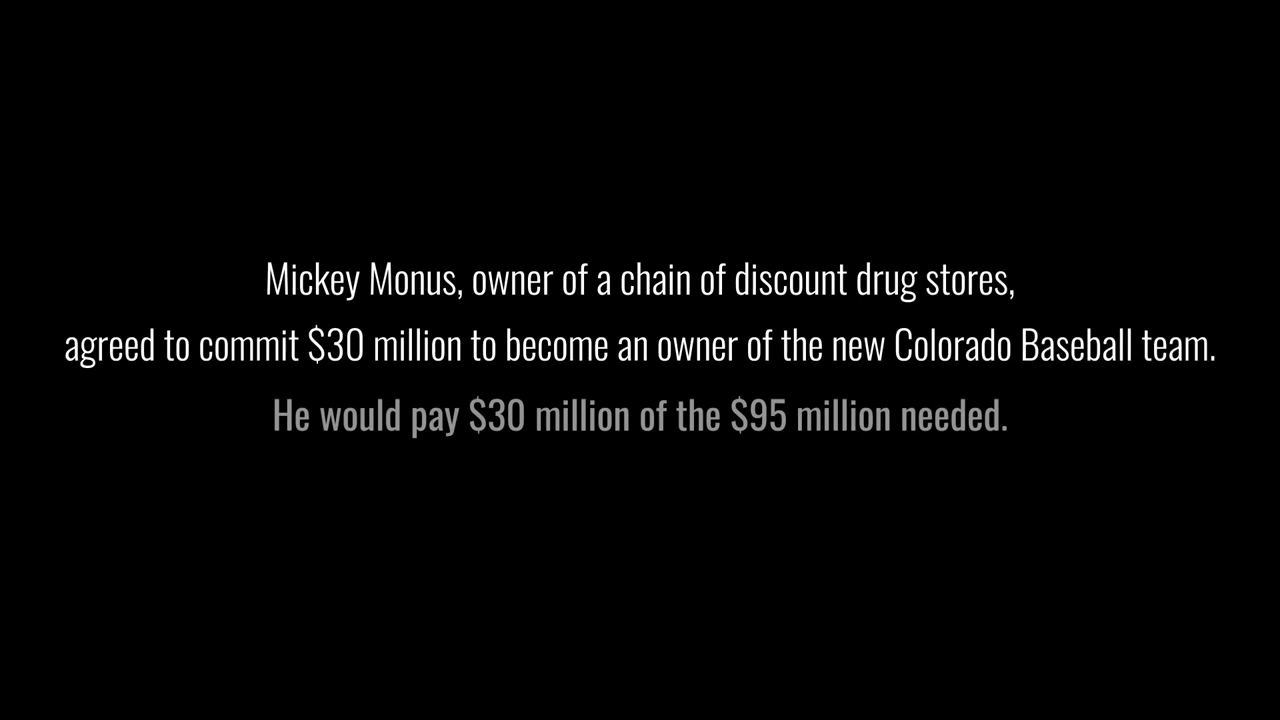 Mickey Monus, owner of a chain of discount drug stores,
agreed to commit $30 million to become an owner of the new Colorado Baseball team.
He would pay $30 million of the $95 million needed.